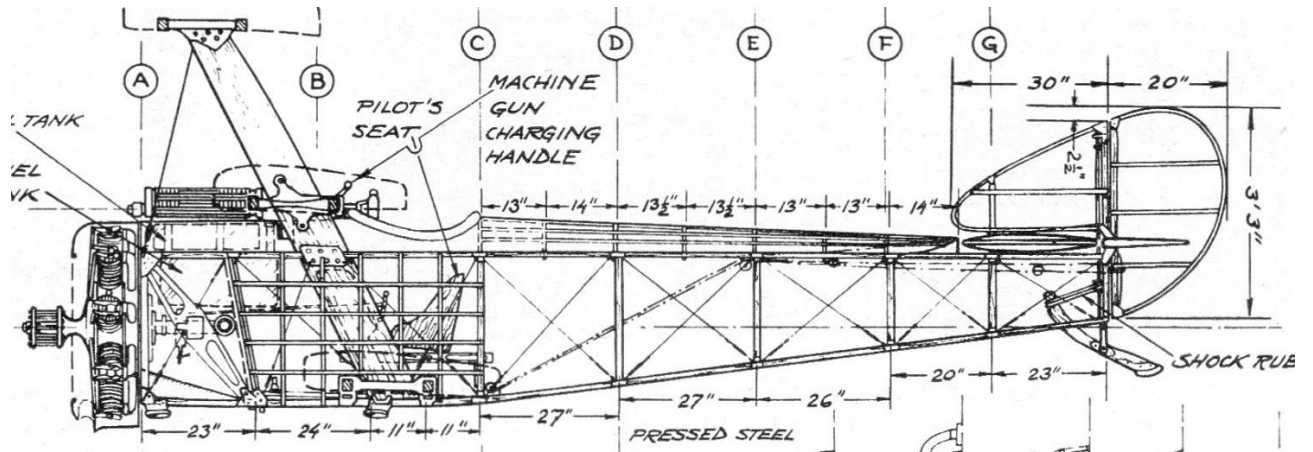 A
B
C
D
E
F
G
30"
20"
TANK
PILOT'S
SEAT
MACHINE
GUN
CHARGING
HANDLE
2½"
3'3"
13"
14"
13½"
13½"
13"
13"
14"
SHOCK RUB
20"
23"
27"
27"
26"
23"
24"
11"
11"
PRESSED STEEL